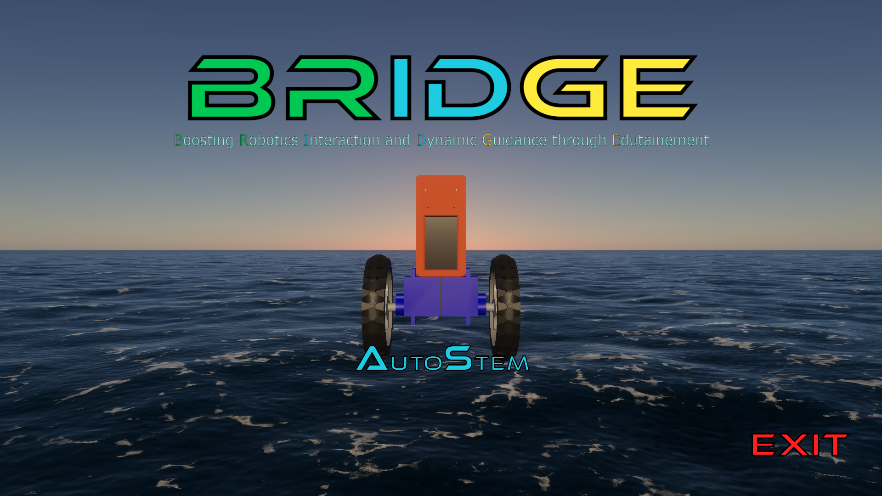 BRIDGE
Boosting Robotics Interaction and Dynamic Guidance through Edutainement
AutoStem
EXIT